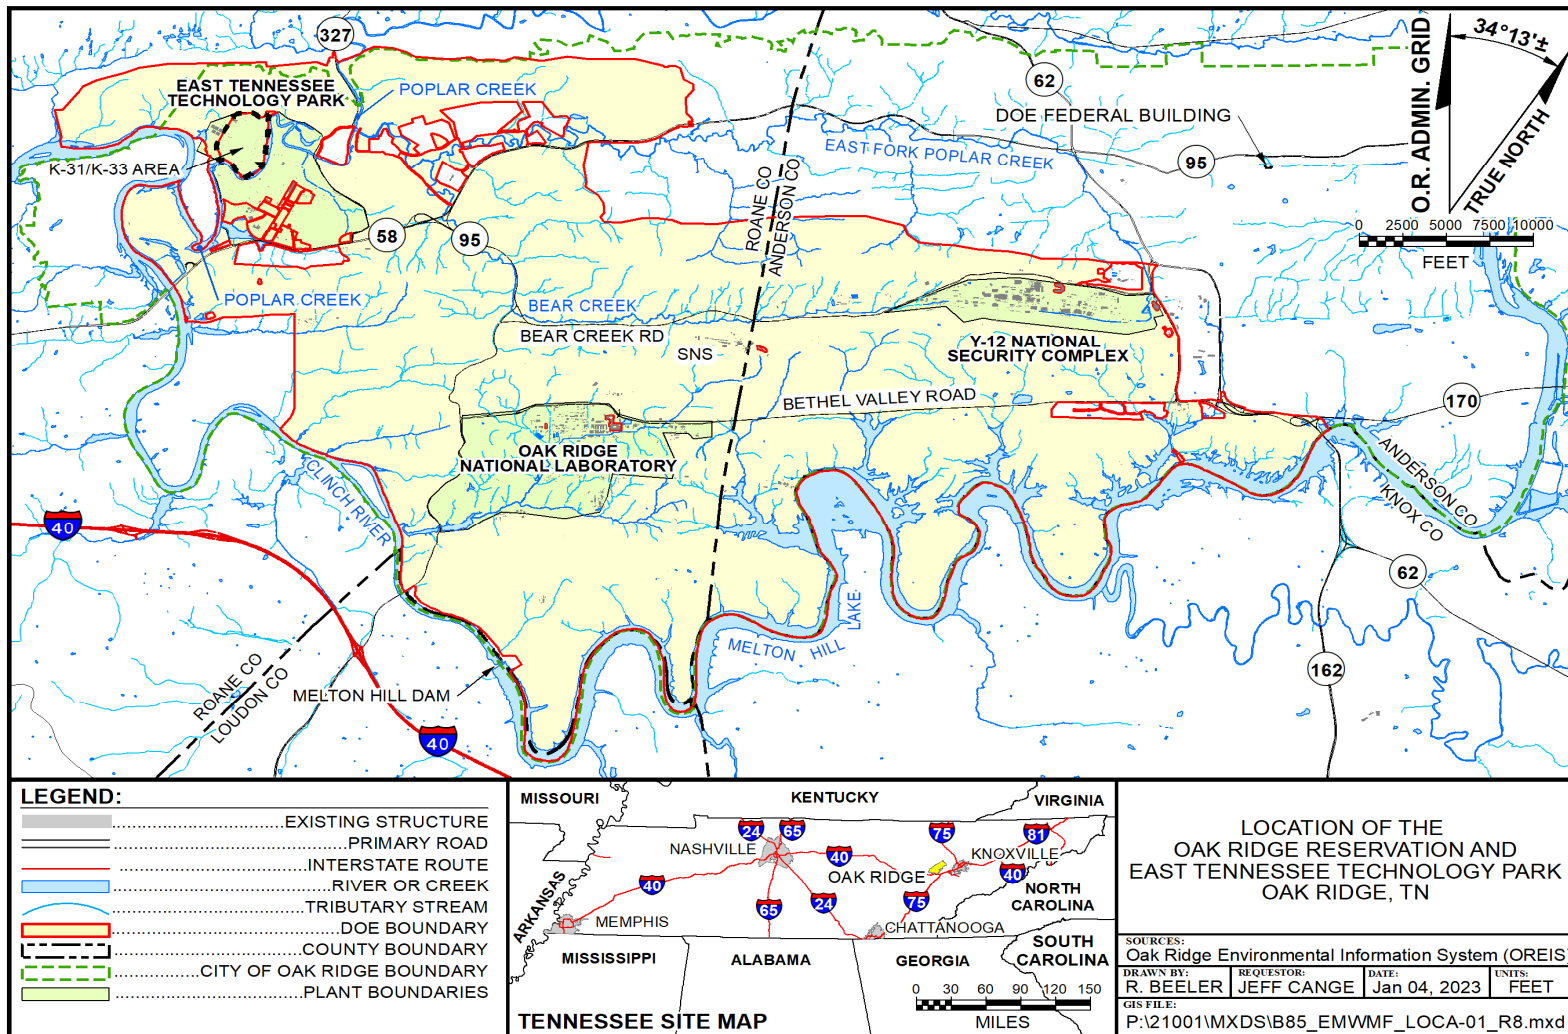 327
EAST TENNESSEE
TECHNOLOGY PARK
POPLAR CREEK
62
DOE FEDERAL BUILDING
O.R. ADMIN. GRID
34°13'±
TRUE NORTH
K-31/K-33 AREA
EAST FORK POPLAR CREEK
95
ROANE CO
ANDERSON CO
58
95
0 2500 5000 7500 10000
FEET
POPLAR CREEK
BEAR CREEK
BEAR CREEK RD
SNS
Y-12 NATIONAL
SECURITY COMPLEX
BETHEL VALLEY ROAD
170
OAK RIDGE
NATIONAL LABORATORY
CLINCH RIVER
ANDERSON CO
KNOX CO
40
62
MELTON HILL LAKE
162
ROANE CO
LOUDON CO
MELTON HILL DAM
40
LEGEND:
EXISTING STRUCTURE
PRIMARY ROAD
INTERSTATE ROUTE
RIVER OR CREEK
TRIBUTARY STREAM
DOE BOUNDARY
COUNTY BOUNDARY
CITY OF OAK RIDGE BOUNDARY
PLANT BOUNDARIES
MISSOURI
KENTUCKY
VIRGINIA
24
65
75
81
NASHVILLE
40
KNOXVILLE
OAK RIDGE
40
40
NORTH
CAROLINA
ARKANSAS
65
24
75
MEMPHIS
CHATTANOOGA
MISSISSIPPI
ALABAMA
GEORGIA
SOUTH
CAROLINA
0 30 60 90 120 150
MILES
TENNESSEE SITE MAP
LOCATION OF THE
OAK RIDGE RESERVATION AND
EAST TENNESSEE TECHNOLOGY PARK
OAK RIDGE, TN
SOURCES:
Oak Ridge Environmental Information System (OREIS)
DRAWN BY:
R. BEELER
REQUESTOR:
JEFF CANGE
DATE:
Jan 04, 2023
UNITS:
FEET
GIS FILE:
P:\21001\MXDS\B85_EMWMF_LOCA-01_R8.mxd